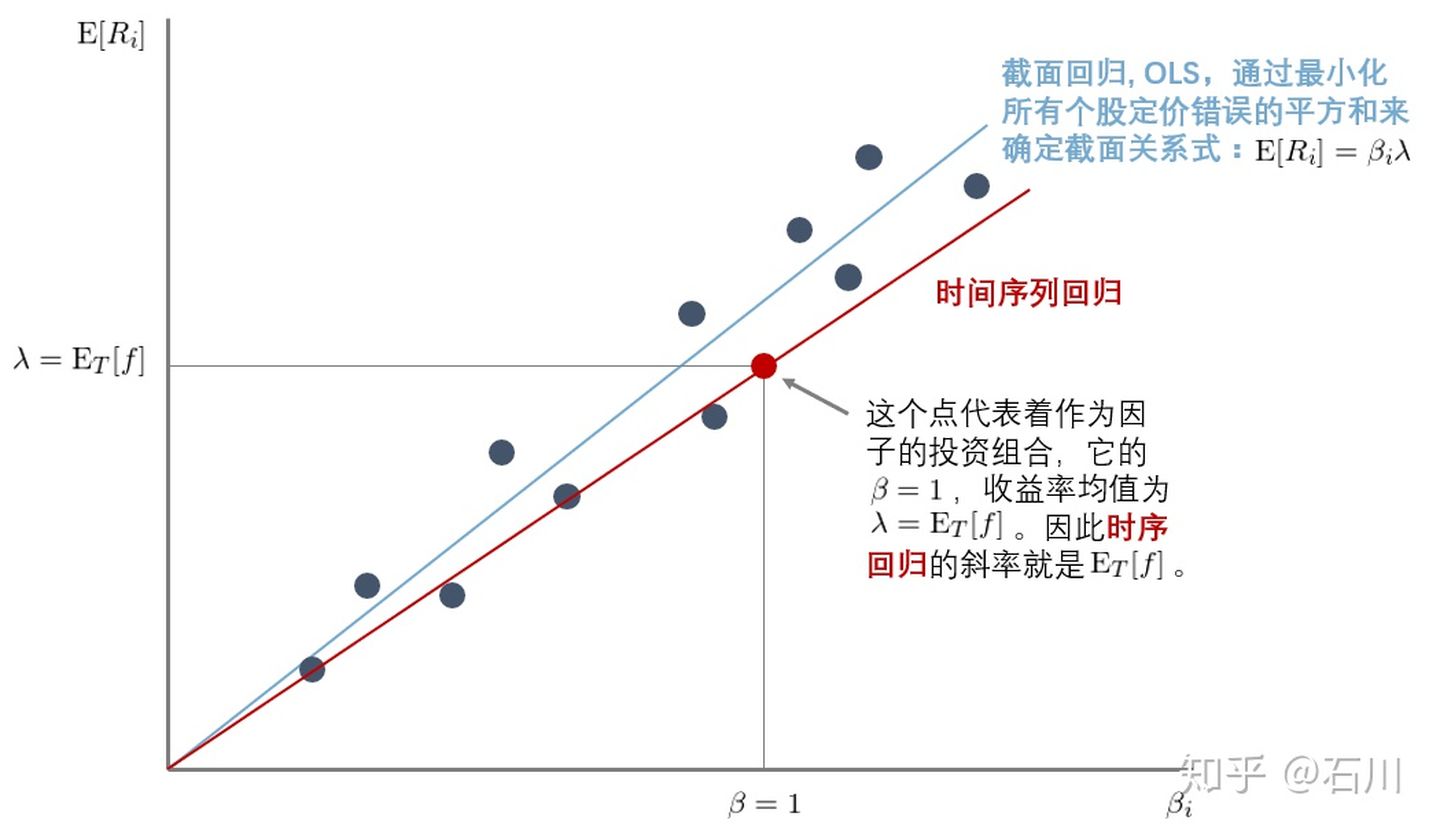 E[Rᵢ]
截面回归, OLS，通过最小化
所有个股定价错误的平方和来
确定截面关系式：E[Rᵢ] = βᵢλ
时间序列回归
λ = E_T[f]
这个点代表着作为因
子的投资组合，它的
β = 1 ，收益率均值为
λ = E_T[f] 。因此时序
回归的斜率就是 E_T[f] 。
β = 1
βᵢ
知乎 @石川